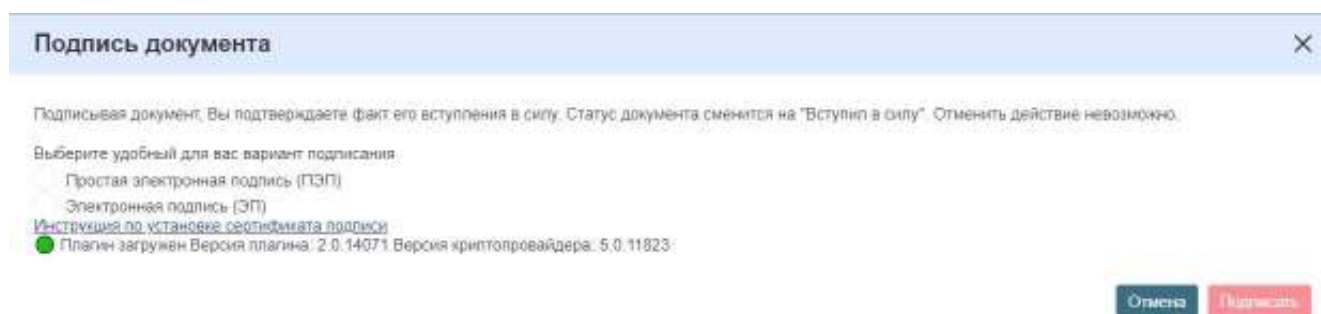 Подпись документа
Подписывая документ, Вы подтверждаете факт его вступления в силу. Статус документа сменится на "Вступил в силу". Отменить действие невозможно.
Выберите удобный для вас вариант подписания
Простая электронная подпись (ПЭП)
Электронная подпись (ЭП)
Инструкция по установке сертификата подписи
Плагин загружен Версия плагина: 2.0.14071 Версия криптопровайдера: 5.0.11823
Отмена Подписать